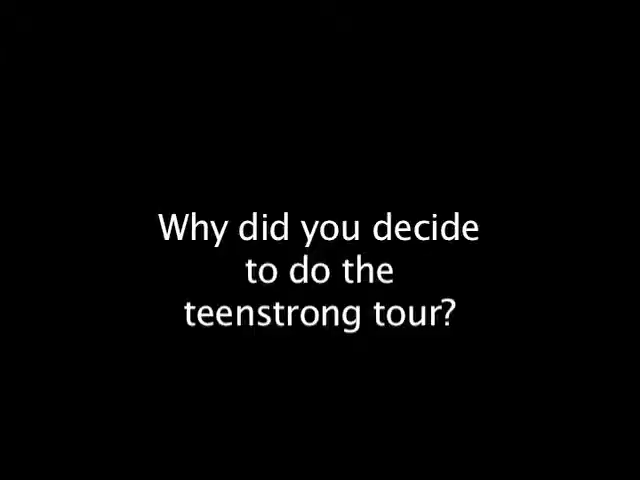 Why did you decide
to do the
teenstrong tour?